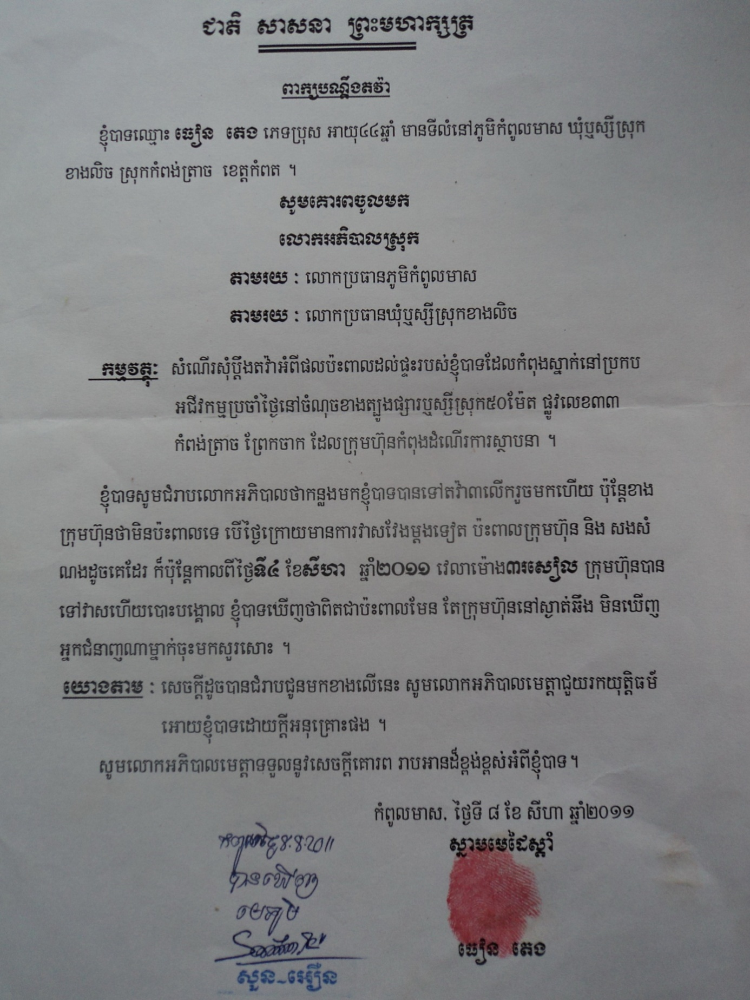 ជាតិ សាសនា ព្រះមហាក្សត្រ
ពាក្យបណ្ដឹងតវ៉ា
ខ្ញុំបាទឈ្មោះ ធឿន តេង ភេទប្រុស អាយុ៤៤ឆ្នាំ មានទីលំនៅភូមិកំពូលមាស ឃុំឬស្សីស្រុក
ខាងលិច ស្រុកកំពង់ត្រាច ខេត្តកំពត ។
សូមគោរពចូលមក
លោកអភិបាលស្រុក
តាមរយ : លោកប្រធានភូមិកំពូលមាស
តាមរយ : លោកប្រធានឃុំឬស្សីស្រុកខាងលិច
កម្មវត្ថុ: សំណើរសុំប្ដឹងតវ៉ាអំពីផលប៉ះពាលដល់ផ្ទះរបស់ខ្ញុំបាទដែលកំពុងស្នាក់នៅប្រកប
អជីវកម្មប្រចាំថ្ងៃនៅចំណុចខាងត្បូងផ្សារឬស្សីស្រុក៥០ម៉ែត ផ្លូវលេខ៣៣
កំពង់ត្រាច ព្រែកចាក ដែលក្រុមហ៊ុនកំពុងដំណើរការស្ថាបនា ។
ខ្ញុំបាទសូមជំរាបលោកអភិបាលថាកន្លងមកខ្ញុំបាទបានទៅតវ៉ា៣លើករួចមកហើយ ប៉ុន្តែខាង
ក្រុមហ៊ុនថាមិនប៉ះពាលទេ បើថ្ងៃក្រោយមានការវាសវែងម្ដងទៀត ប៉ះពាលក្រុមហ៊ុន និង សងសំ
ណងដូចគេដែរ ក៏ប៉ុន្តែកាលពីថ្ងៃទី៤ ខែសីហា ឆ្នាំ២០១១ វេលាម៉ោង៣រសៀល ក្រុមហ៊ុនបាន
ទៅវាសហើយបោះបង្គោល ខ្ញុំបាទឃើញថាពិតជាប៉ះពាលមែន តែក្រុមហ៊ុននៅស្ងាត់ឆឹង មិនឃើញ
អ្នកជំនាញណាម្នាក់ចុះមកសួរសោះ ។
យោងតាម : សេចក្ដីដូចបានជំរាបជូនមកខាងលើនេះ សូមលោកអភិបាលមេត្តាជួយរកយុត្តិធម៍
អោយខ្ញុំបាទដោយក្ដីអនុគ្រោះផង ។
សូមលោកអភិបាលមេត្តាទទួលនូវសេចក្ដីគោរព រាបអានដ៏ខ្ពង់ខ្ពស់អំពីខ្ញុំបាទ។
កំពូលមាស, ថ្ងៃទី ៨ ខែ សីហា ឆ្នាំ២០១១
ស្នាមមេដៃស្ដាំ
8.8.2011
បានឃើញ
មេភូមិ
ធឿន តេង
សួន-អឿន